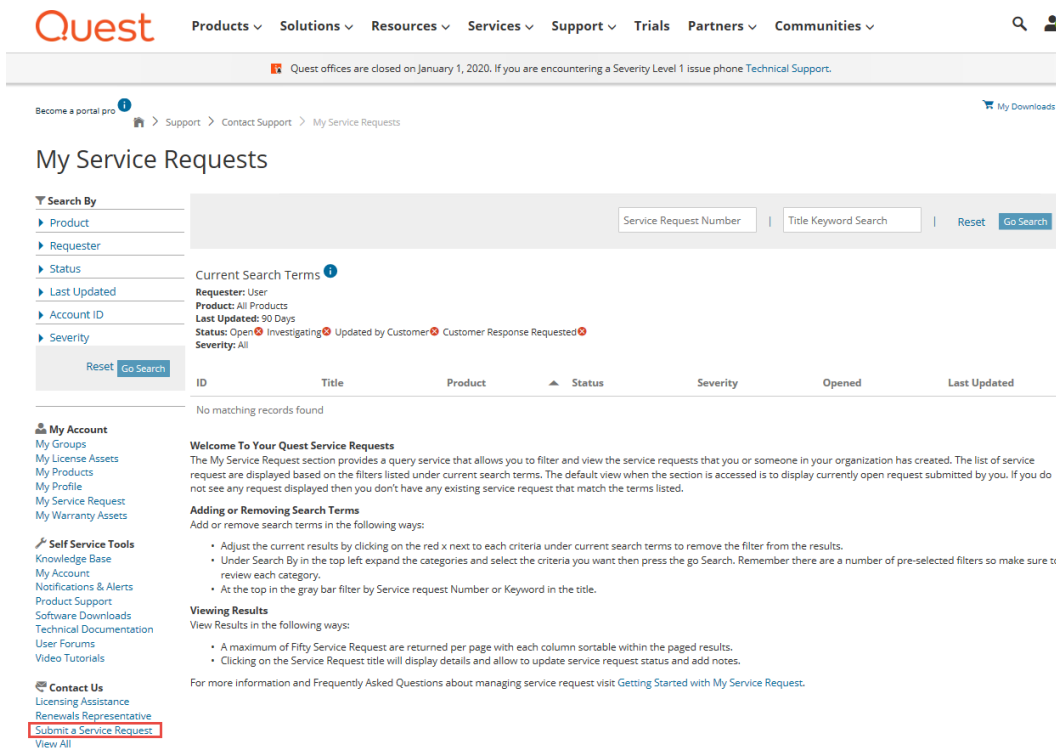 Quest
Products Solutions Resources Services Support Trials Partners Communities
Quest offices are closed on January 1, 2020. If you are encountering a Severity Level 1 issue phone Technical Support.
Become a portal pro
My Downloads
Support > Contact Support > My Service Requests
My Service Requests
Search By
Product
Requester
Status
Last Updated
Account ID
Severity
Reset Go Search
Service Request Number | Title Keyword Search | Reset Go Search
Current Search Terms
Requester: User
Product: All Products
Last Updated: 90 Days
Status: Open Investigating Updated by Customer Customer Response Requested
Severity: All
ID Title Product Status Severity Opened Last Updated
No matching records found
My Account
My Groups
My License Assets
My Products
My Profile
My Service Request
My Warranty Assets
Self Service Tools
Knowledge Base
My Account
Notifications & Alerts
Product Support
Software Downloads
Technical Documentation
User Forums
Video Tutorials
Contact Us
Licensing Assistance
Renewals Representative
Submit a Service Request
View All
Welcome To Your Quest Service Requests
The My Service Request section provides a query service that allows you to filter and view the service requests that you or someone in your organization has created. The list of service
request are displayed based on the filters listed under current search terms. The default view when the section is accessed is to display currently open request submitted by you. If you do
not see any request displayed then you don't have any existing service request that match the terms listed.
Adding or Removing Search Terms
Add or remove search terms in the following ways:
• Adjust the current results by clicking on the red x next to each criteria under current search terms to remove the filter from the results.
• Under Search By in the top left expand the categories and select the criteria you want then press the go Search. Remember there are a number of pre-selected filters so make sure to
review each category.
• At the top in the gray bar filter by Service request Number or Keyword in the title.
Viewing Results
View Results in the following ways:
• A maximum of Fifty Service Request are returned per page with each column sortable within the paged results.
• Clicking on the Service Request title will display details and allow to update service request status and add notes.
For more information and Frequently Asked Questions about managing service request visit Getting Started with My Service Request.